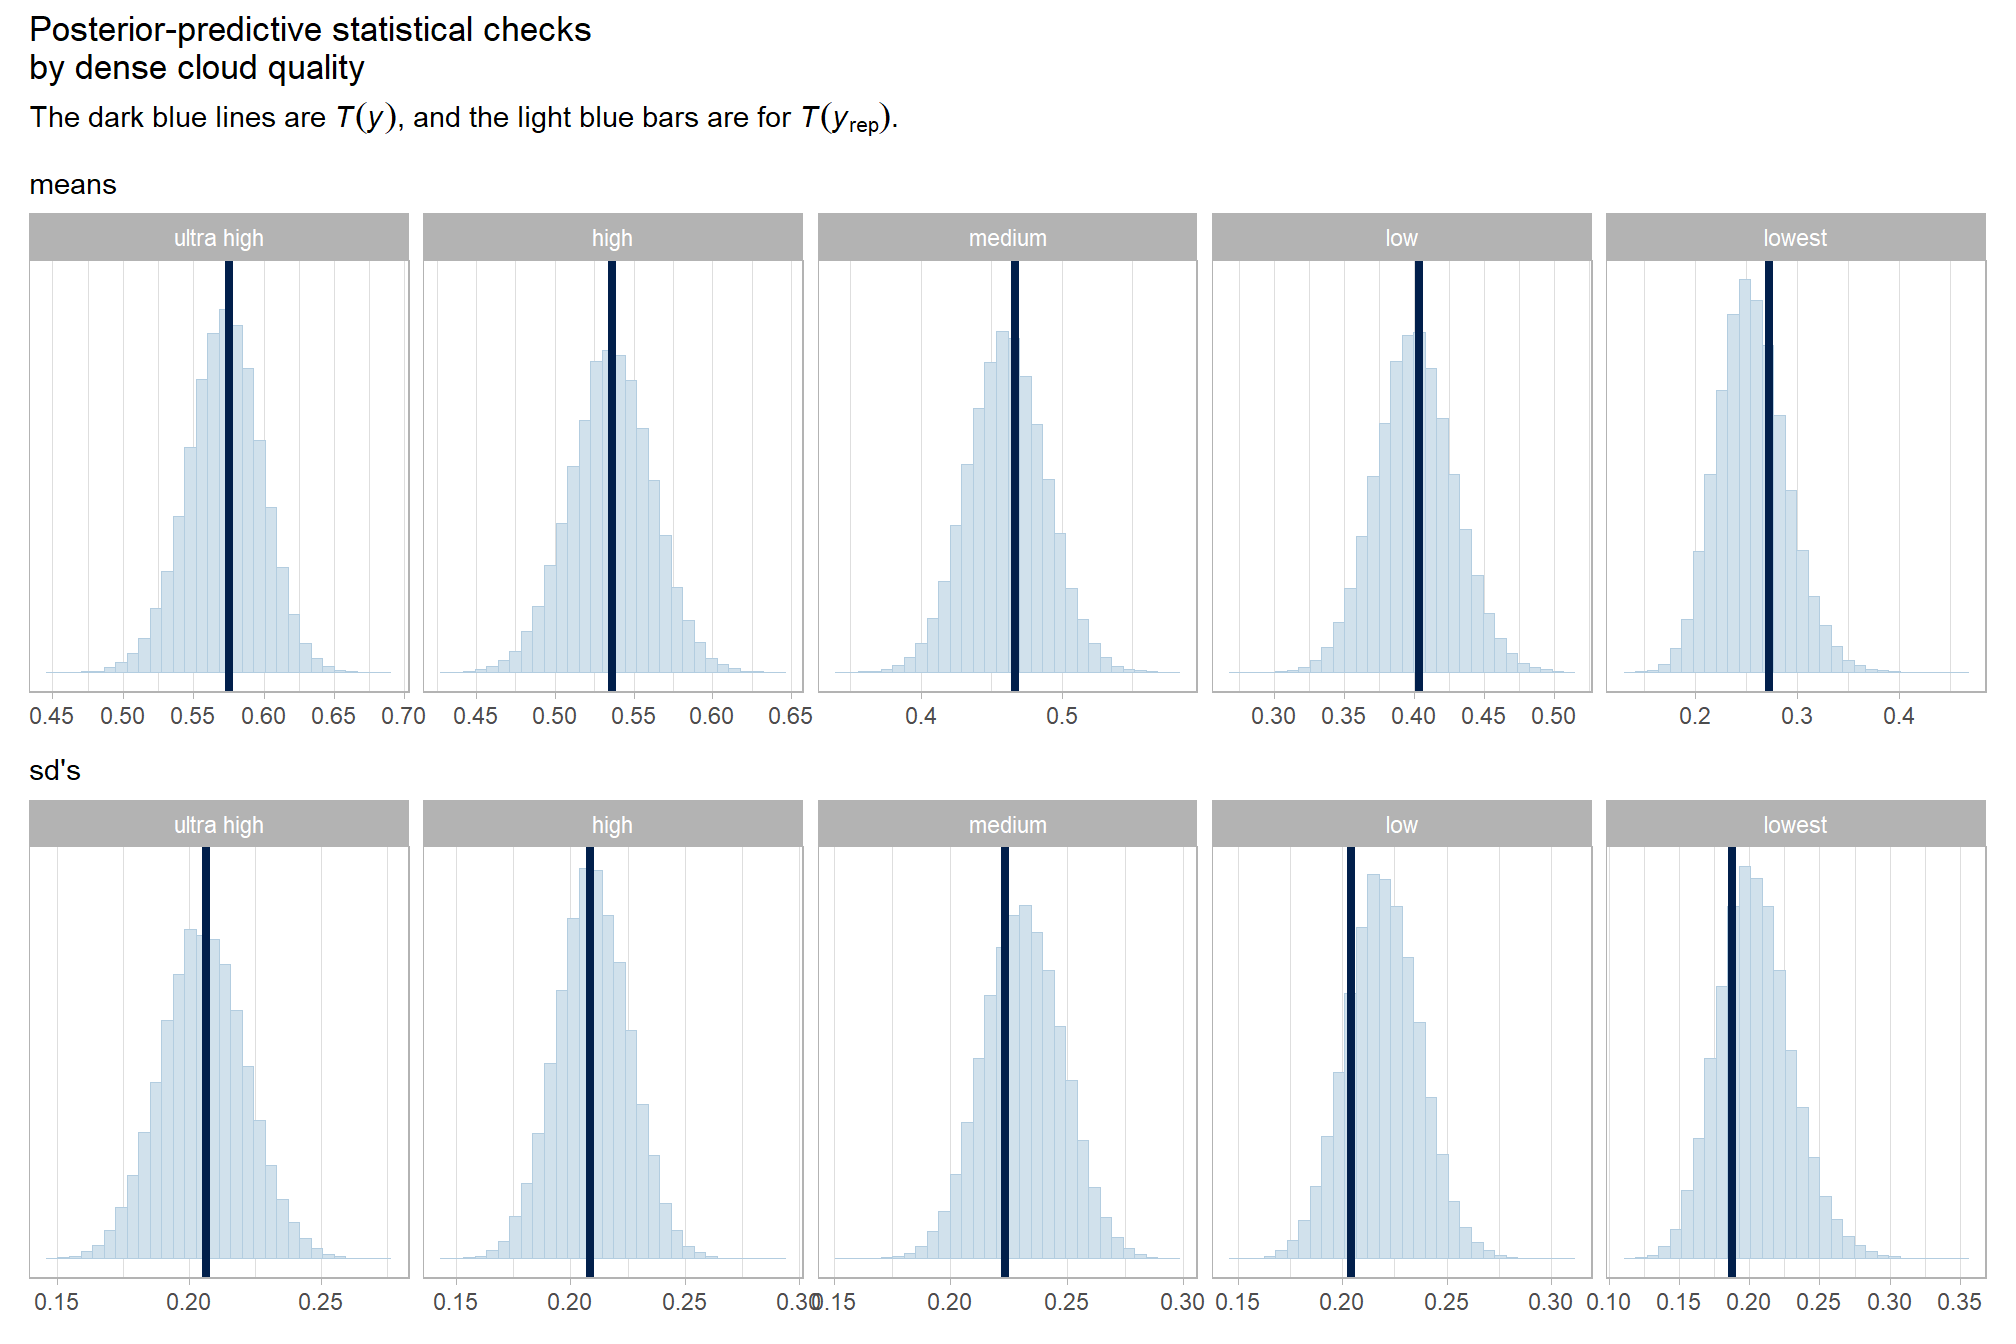 Posterior-predictive statistical checks
by dense cloud quality
The dark blue lines are T(y), and the light blue bars are for T(yrep).
means
ultra high high medium low lowest
0.45 0.50 0.55 0.60 0.65 0.70 0.45 0.50 0.55 0.60 0.65 0.4 0.5 0.30 0.35 0.40 0.45 0.50 0.2 0.3 0.4
sd's
ultra high high medium low lowest
0.15 0.20 0.25 0.15 0.20 0.25 0.30 0.15 0.20 0.25 0.30 0.15 0.20 0.25 0.30 0.10 0.15 0.20 0.25 0.30 0.35